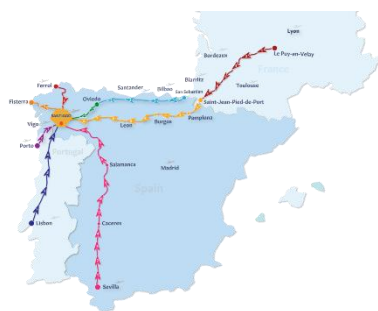 Lyon
Bordeaux
Le Puy-en-Velay
France
Biarritz
Toulouse
Ferrol
Santander
Bilbao
San Sebastian
Saint-Jean-Pied-de-Port
Oviedo
Fisterra
Pamplona
Vigo
Leon
Burgos
Porto
Portugal
Salamanca
Madrid
Spain
Lisbon
Caceres
Sevilla